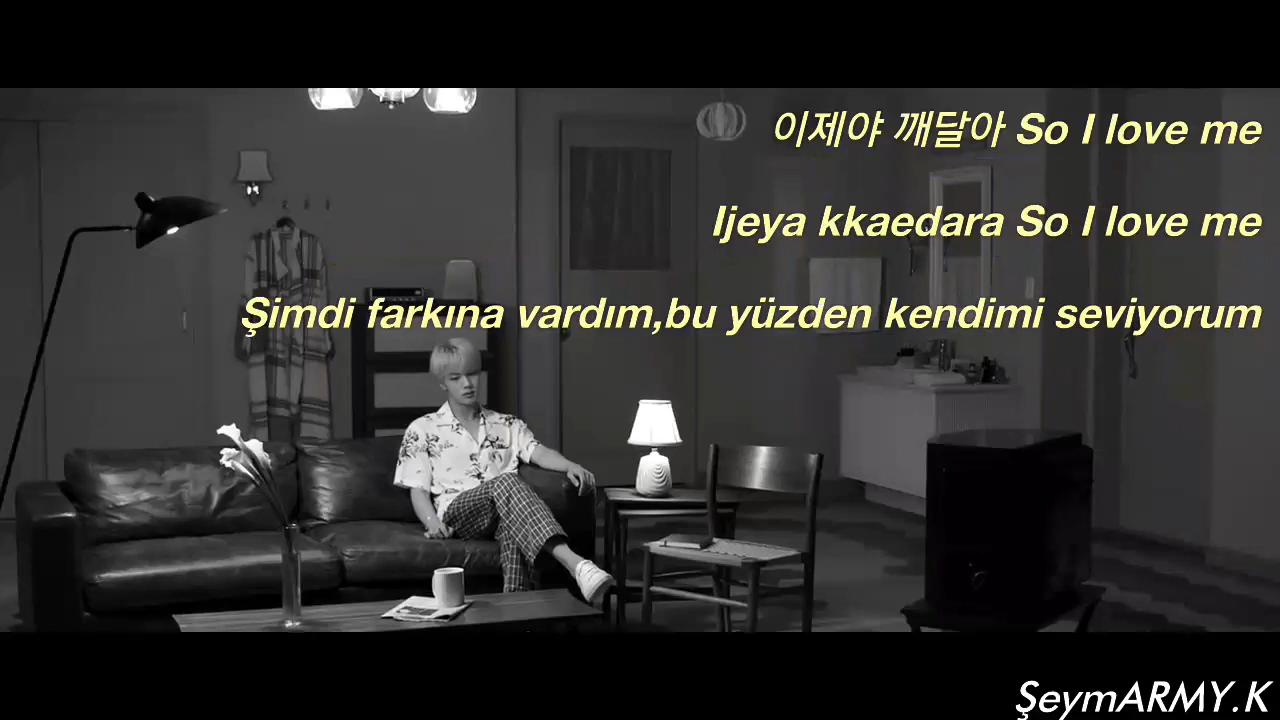 이제야 깨달아 So I love me
Ijeya kkaedara So I love me
Şimdi farkına vardım,bu yüzden kendimi seviyorum
ŞeymARMY.K